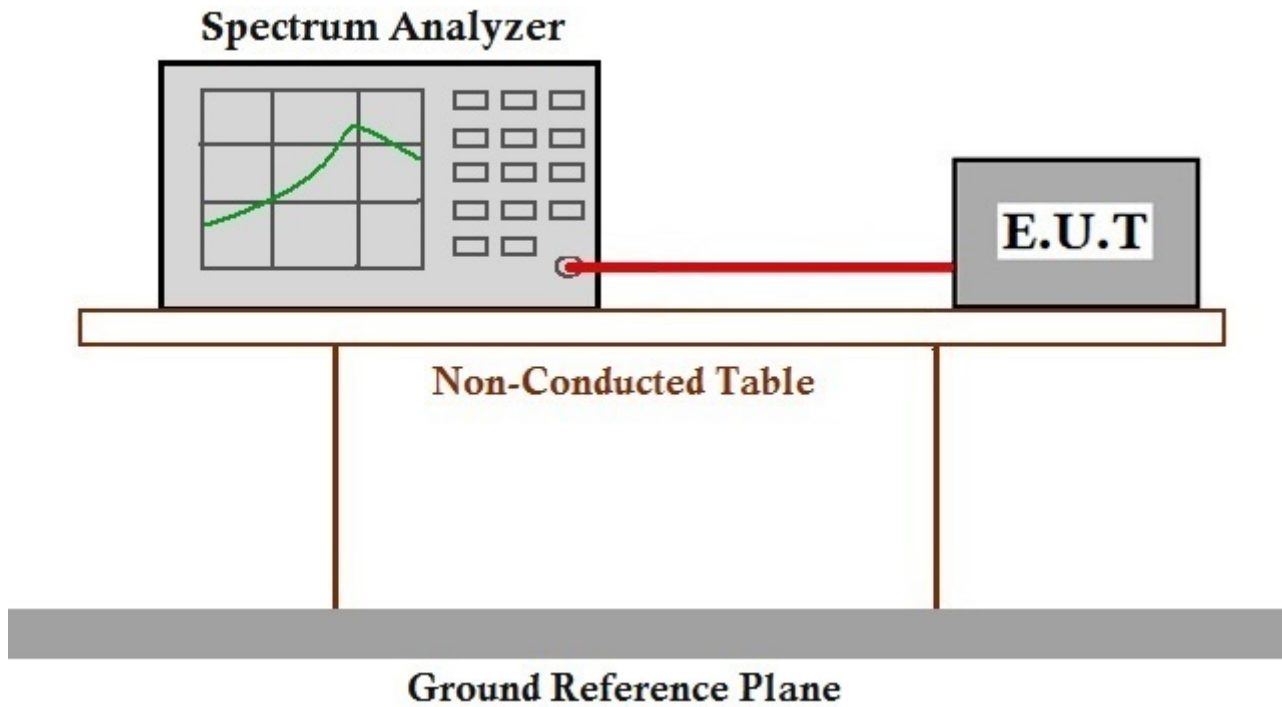 Spectrum Analyzer
E.U.T
Non-Conducted Table
Ground Reference Plane